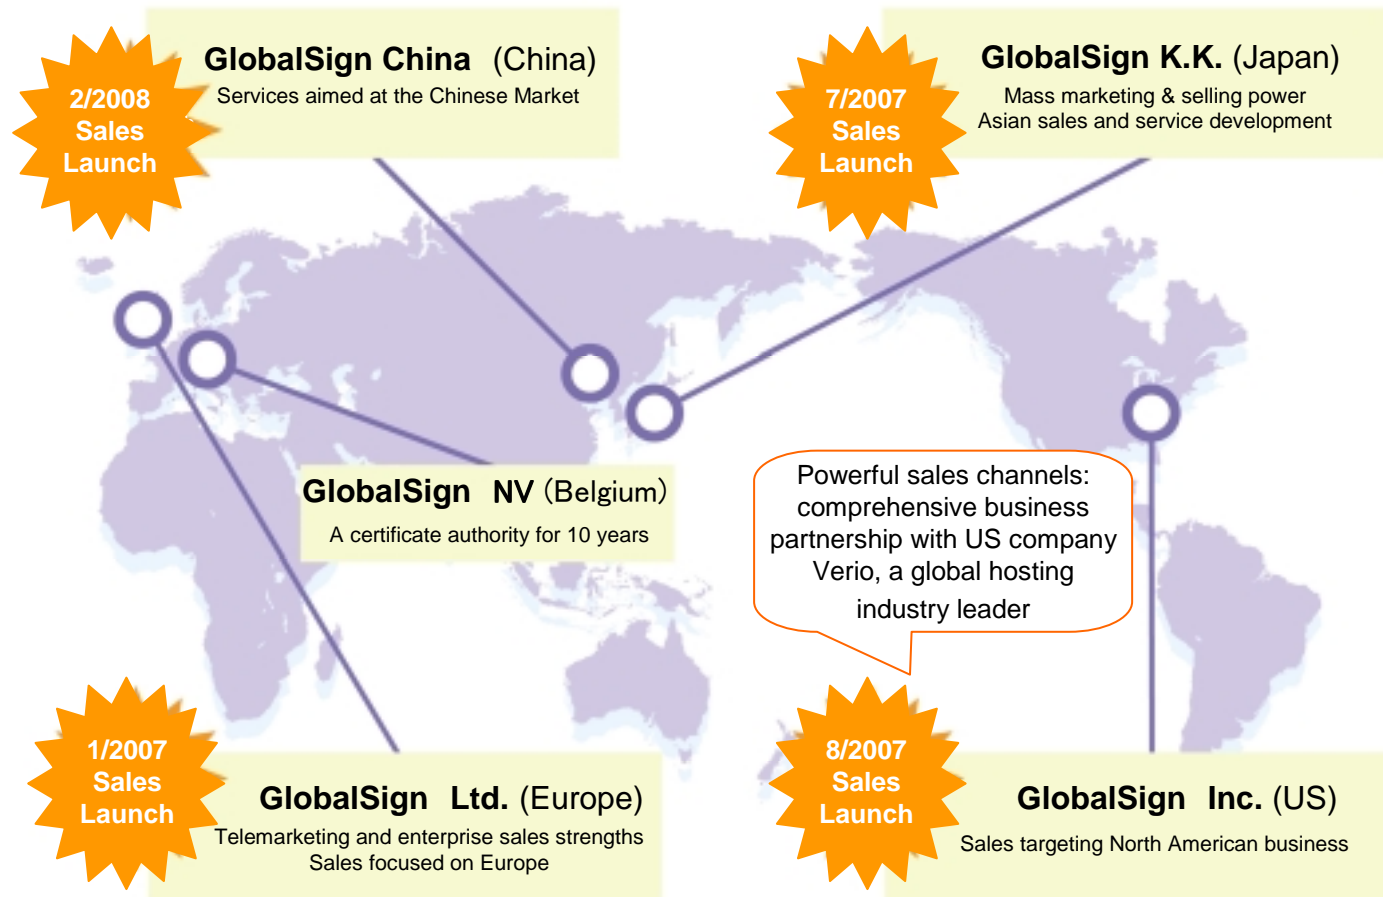 GlobalSign China (China)
Services aimed at the Chinese Market
2/2008
Sales
Launch
GlobalSign K.K. (Japan)
Mass marketing & selling power
Asian sales and service development
7/2007
Sales
Launch
GlobalSign NV (Belgium)
A certificate authority for 10 years
Powerful sales channels:
comprehensive business
partnership with US company
Verio, a global hosting
industry leader
1/2007
Sales
Launch
GlobalSign Ltd. (Europe)
Telemarketing and enterprise sales strengths
Sales focused on Europe
8/2007
Sales
Launch
GlobalSign Inc. (US)
Sales targeting North American business